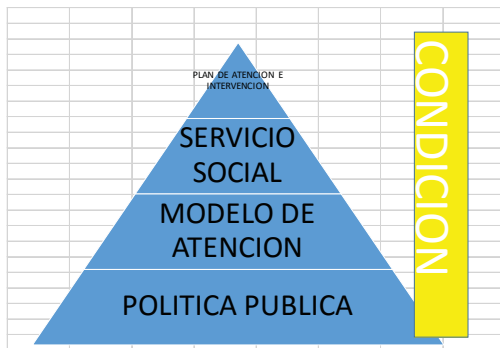 PLAN DE ATENCION E
INTERVENCION
SERVICIO
SOCIAL
MODELO DE
ATENCION
POLITICA PUBLICA
CONDICION